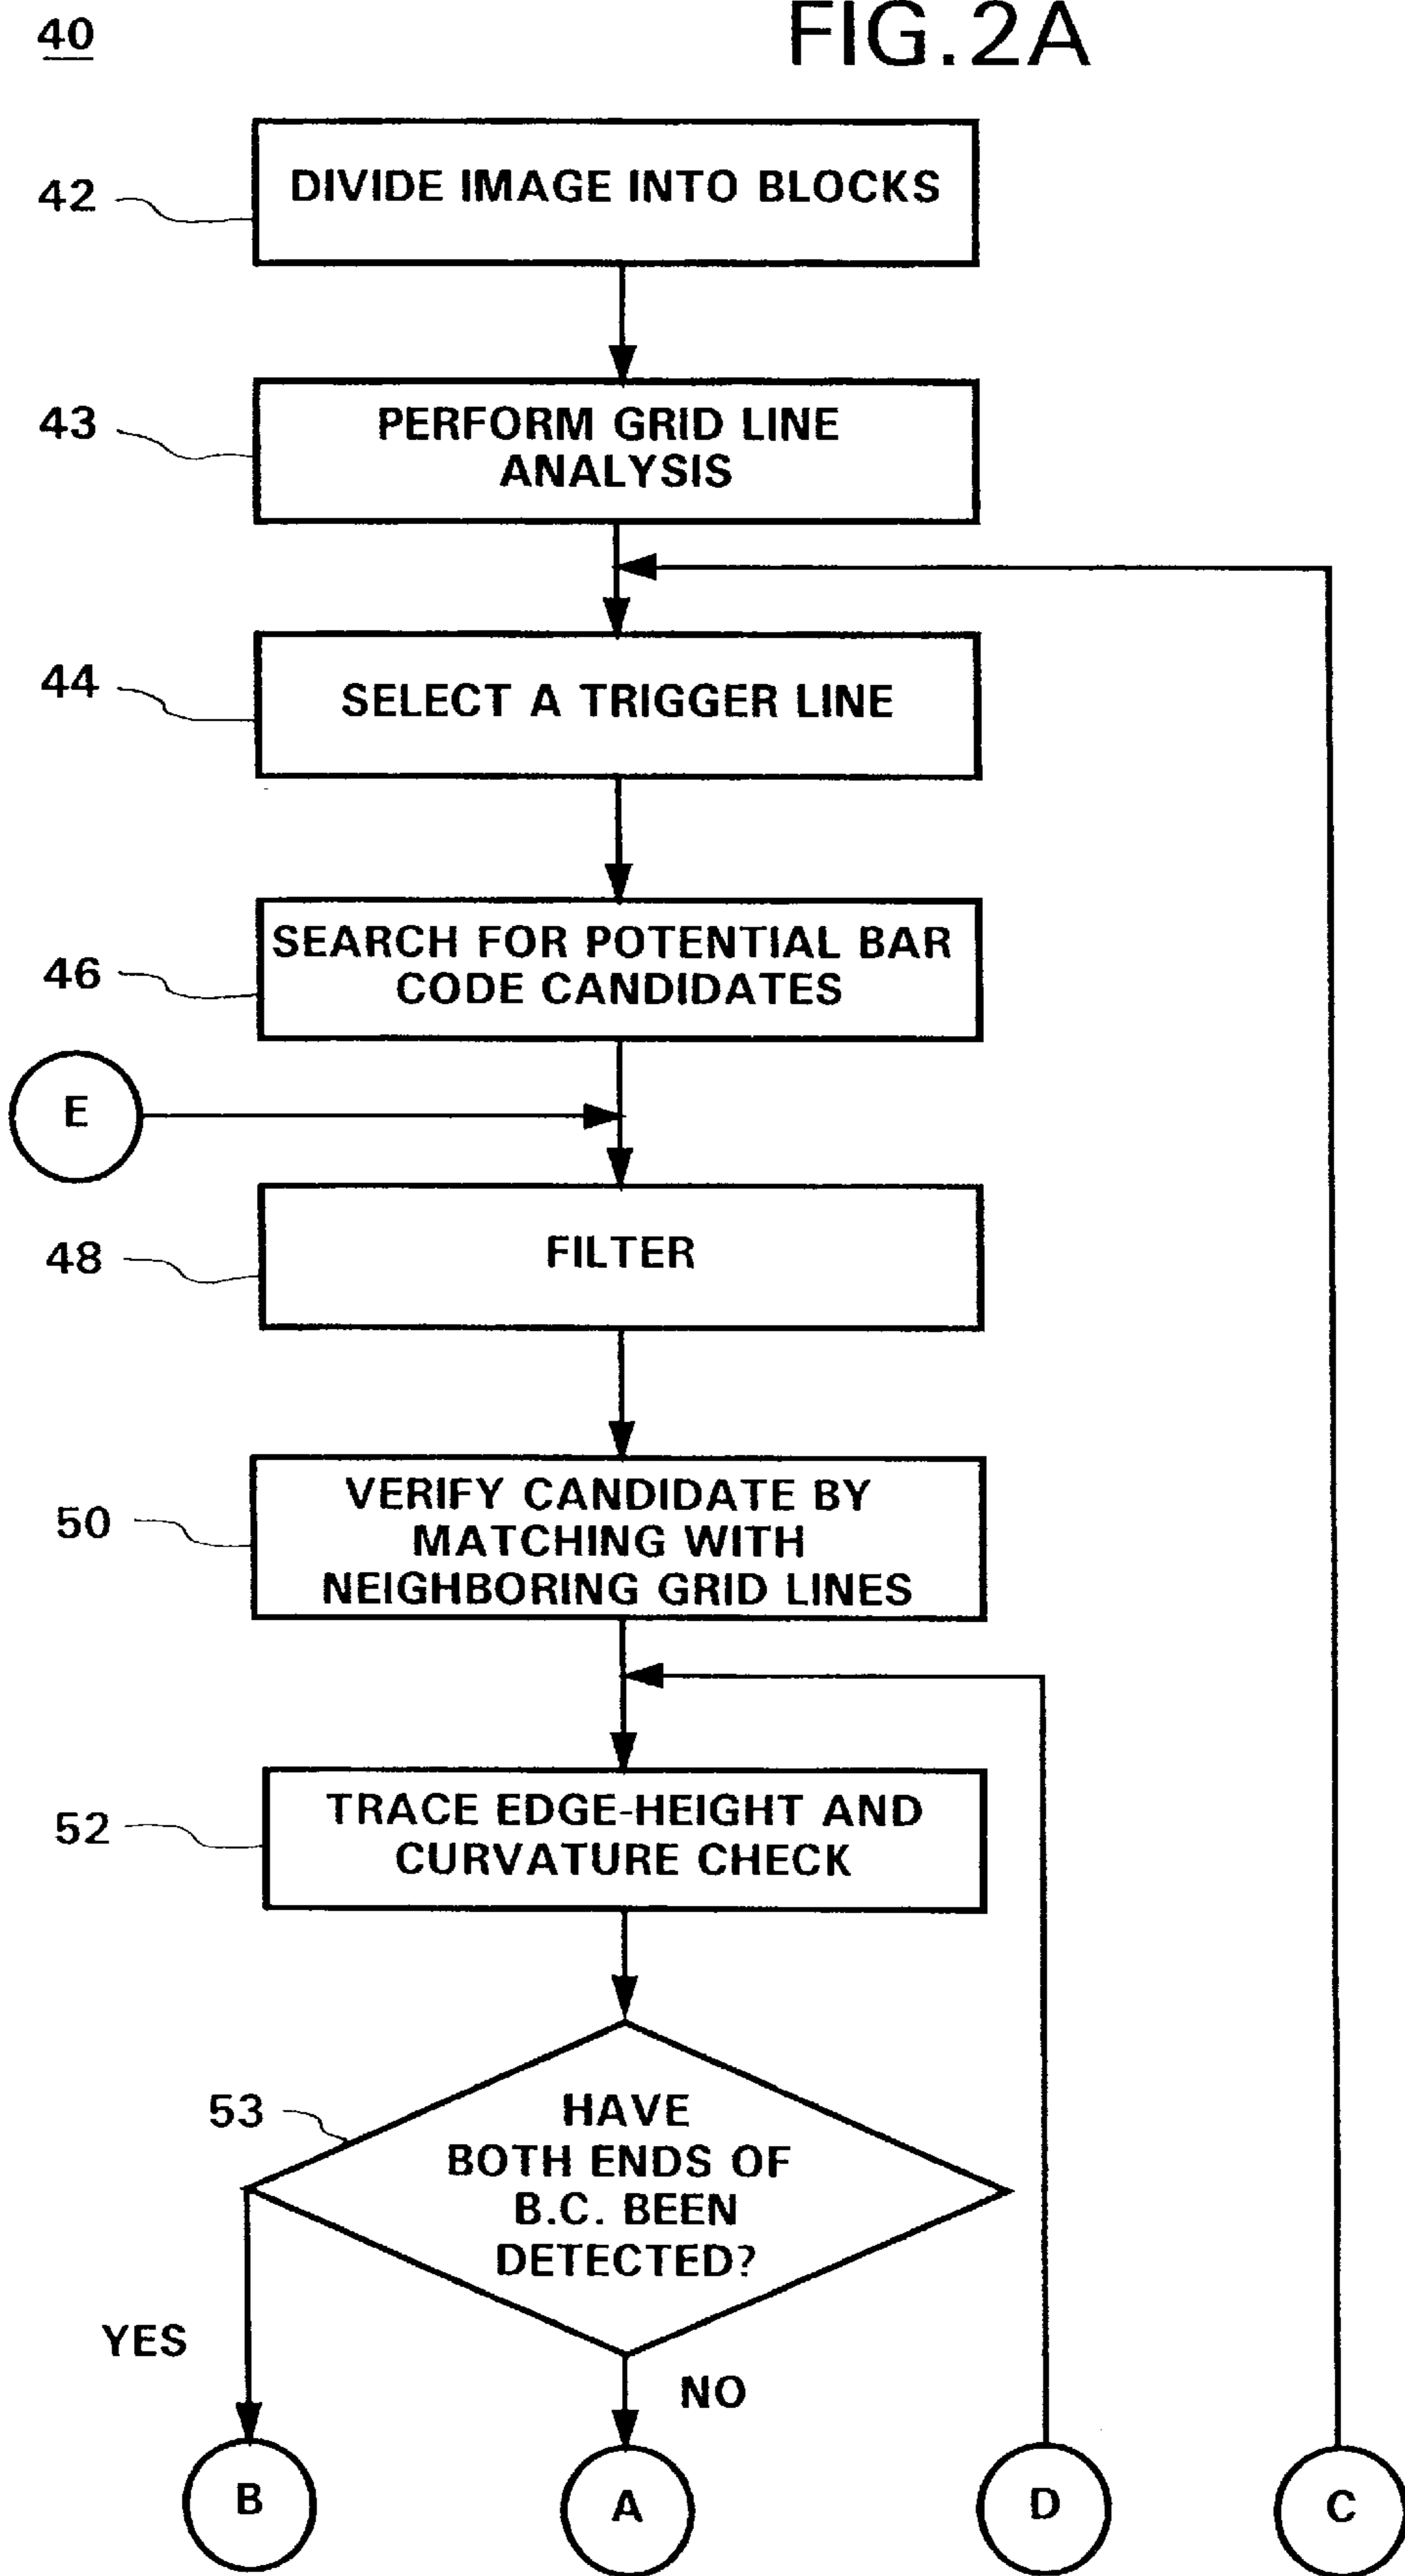 40
FIG.2A
42
DIVIDE IMAGE INTO BLOCKS
43
PERFORM GRID LINE
ANALYSIS
44
SELECT A TRIGGER LINE
46
SEARCH FOR POTENTIAL BAR
CODE CANDIDATES
E
48
FILTER
50
VERIFY CANDIDATE BY
MATCHING WITH
NEIGHBORING GRID LINES
52
TRACE EDGE-HEIGHT AND
CURVATURE CHECK
53
HAVE
BOTH ENDS OF
B.C. BEEN
DETECTED?
YES
NO
B
A
D
C